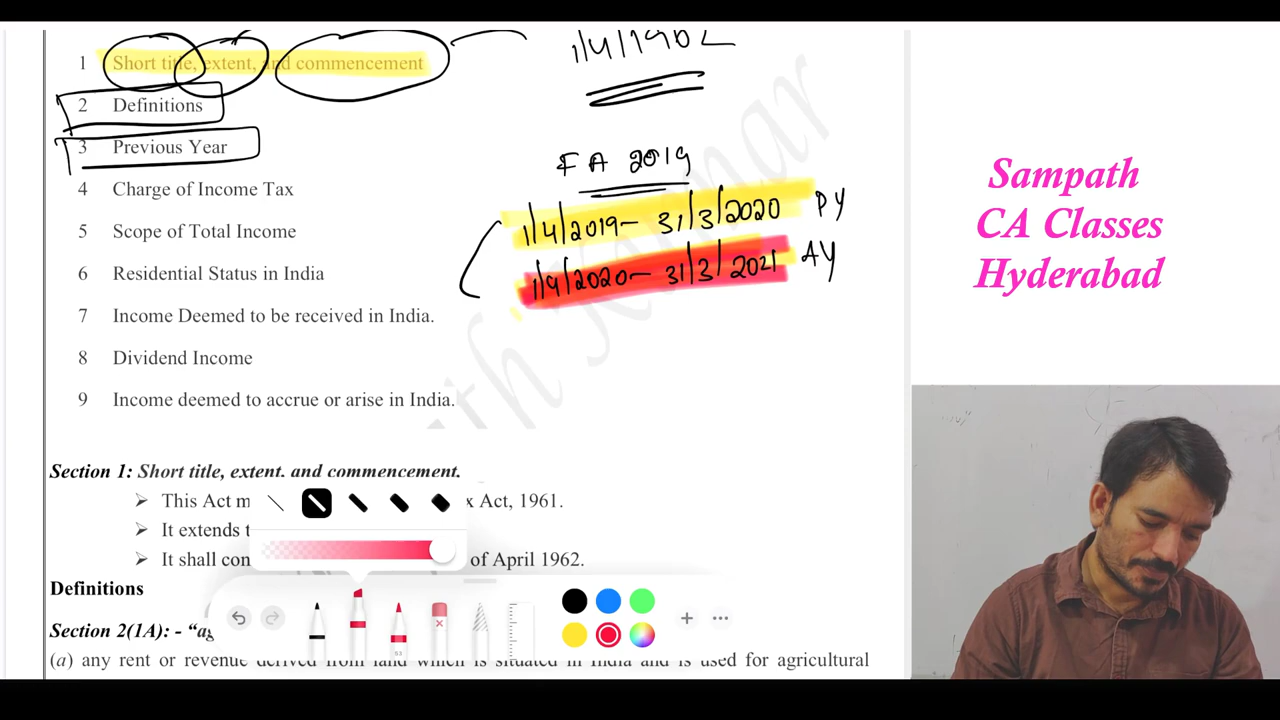 1 Short title, extent, and commencement
1/4/1962
2 Definitions
3 Previous Year
FA 2019
4 Charge of Income Tax
1/4/2019 - 31/3/2020 PY
5 Scope of Total Income
1/4/2020 - 31/3/2021 AY
6 Residential Status in India
7 Income Deemed to be received in India.
8 Dividend Income
9 Income deemed to accrue or arise in India.
Section 1: Short title, extent. and commencement.
➢ This Act m x Act, 1961.
➢ It extends t
➢ It shall con of April 1962.
Definitions
Section 2(1A): - “ag
(a) any rent or revenue derived from land which is situated in India and is used for agricultural
Sampath
CA Classes
Hyderabad